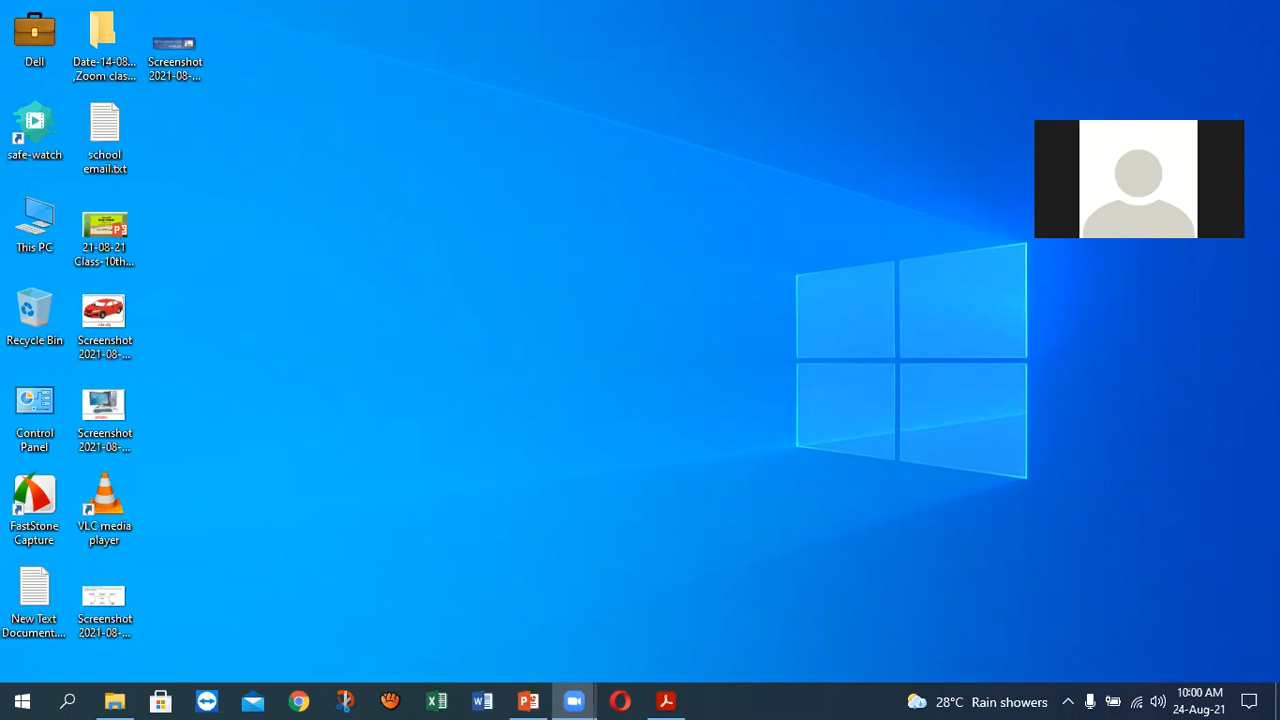 Dell
Date-14-08...
,Zoom clas...
Screenshot
2021-08-...
safe-watch
school
email.txt
This PC
21-08-21
Class-10th...
Recycle Bin
Screenshot
2021-08-...
Control
Panel
Screenshot
2021-08-...
FastStone
Capture
VLC media
player
New Text
Document....
Screenshot
2021-08-...
28°C Rain showers
10:00 AM
24-Aug-21